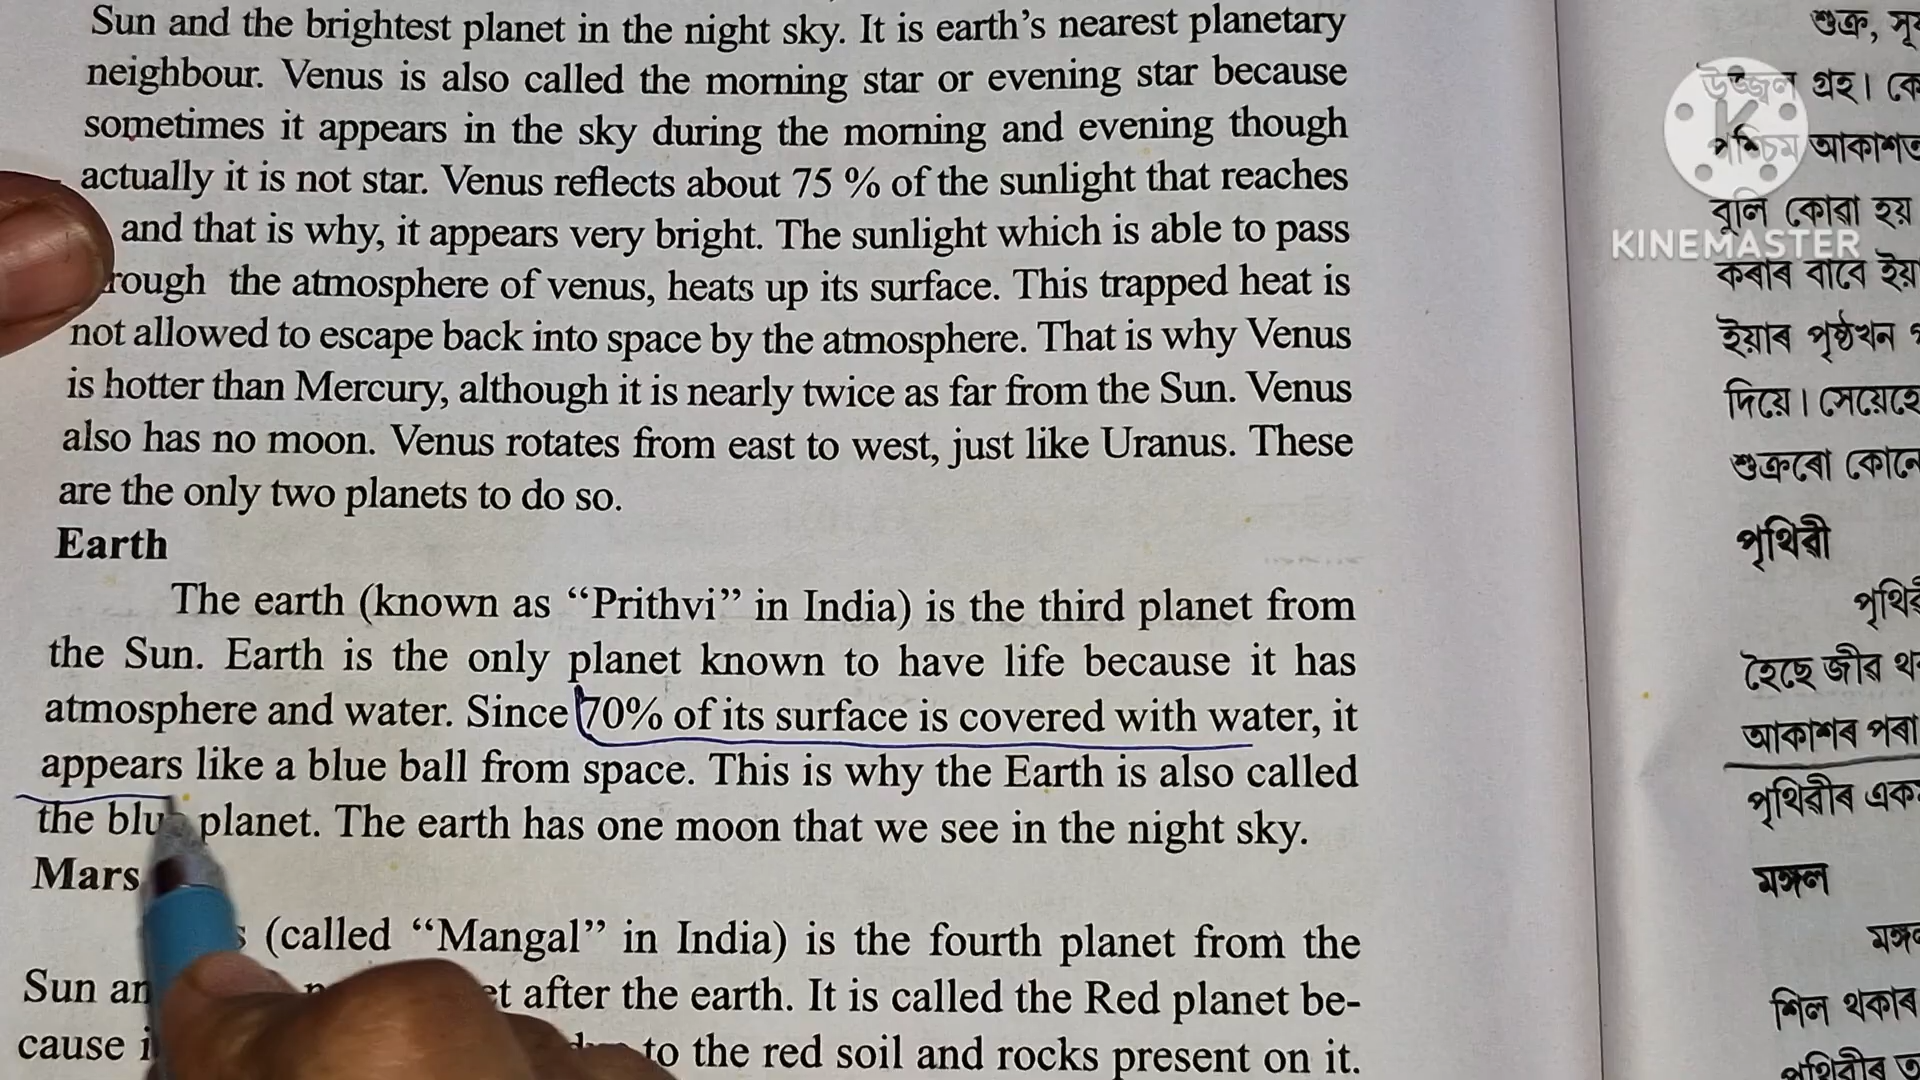 Sun and the brightest planet in the night sky. It is earth's nearest planetary
neighbour. Venus is also called the morning star or evening star because
sometimes it appears in the sky during the morning and evening though
actually it is not star. Venus reflects about 75 % of the sunlight that reaches
and that is why, it appears very bright. The sunlight which is able to pass
rough the atmosphere of venus, heats up its surface. This trapped heat is
not allowed to escape back into space by the atmosphere. That is why Venus
is hotter than Mercury, although it is nearly twice as far from the Sun. Venus
also has no moon. Venus rotates from east to west, just like Uranus. These
are the only two planets to do so.
Earth
The earth (known as “Prithvi” in India) is the third planet from
the Sun. Earth is the only planet known to have life because it has
atmosphere and water. Since 70% of its surface is covered with water, it
appears like a blue ball from space. This is why the Earth is also called
the blue planet. The earth has one moon that we see in the night sky.
Mars
(called “Mangal” in India) is the fourth planet from the
Sun after the earth. It is called the Red planet be-
cause to the red soil and rocks present on it.
শুক্ৰ,
উজ্জ্বল গ্ৰহ।
পশ্চিম
বুলি কোৱা হয়
কৰাৰ বাবে
ইয়াৰ পৃষ্ঠখন
দিয়ে।
শুক্ৰৰো
পৃথিৱী
হৈছে জীৱ
আকাশৰ পৰা
পৃথিৱীৰ
মঙ্গল
শিল থকাৰ
পৃথিৱীৰ
K
KINEMASTER